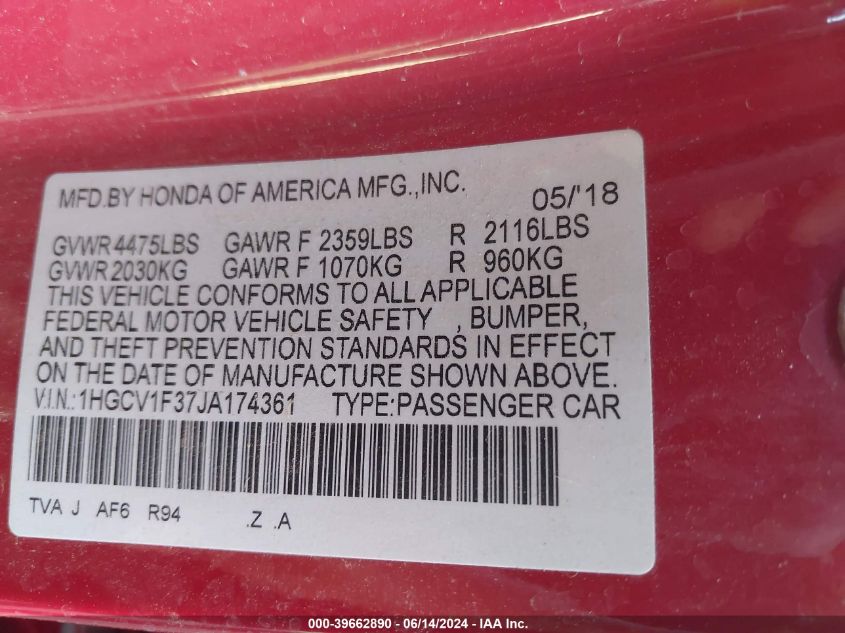 MFD.BY HONDA OF AMERICA MFG.,INC. 05/'18
GVWR 4475LBS GAWR F 2359LBS R 2116LBS
GVWR 2030KG GAWR F 1070KG R 960KG
THIS VEHICLE CONFORMS TO ALL APPLICABLE
FEDERAL MOTOR VEHICLE SAFETY , BUMPER,
AND THEFT PREVENTION STANDARDS IN EFFECT
ON THE DATE OF MANUFACTURE SHOWN ABOVE.
V.I.N.:1HGCV1F37JA174361 TYPE:PASSENGER CAR
TVA J AF6 R94 .Z .A
000-39662890 - 06/14/2024 - IAA Inc.